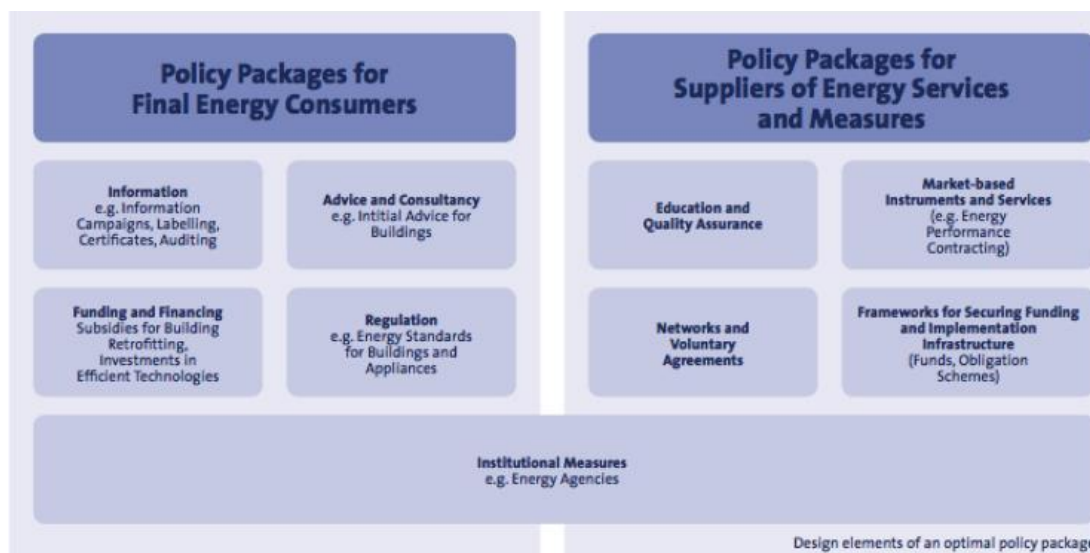 Policy Packages for
Final Energy Consumers
Policy Packages for
Suppliers of Energy Services
and Measures
Information
e.g. Information
Campaigns, Labelling,
Certificates, Auditing
Advice and Consultancy
e.g. Intitial Advice for
Buildings
Education and
Quality Assurance
Market-based
Instruments and Services
(e.g. Energy
Performance
Contracting)
Funding and Financing
Subsidies for Building
Retrofitting,
Investments in
Efficient Technologies
Regulation
e.g. Energy Standards
for Buildings and
Appliances
Networks and
Voluntary
Agreements
Frameworks for Securing Funding
and Implementation
Infrastructure
(Funds, Obligation
Schemes)
Institutional Measures
e.g. Energy Agencies
Design elements of an optimal policy package